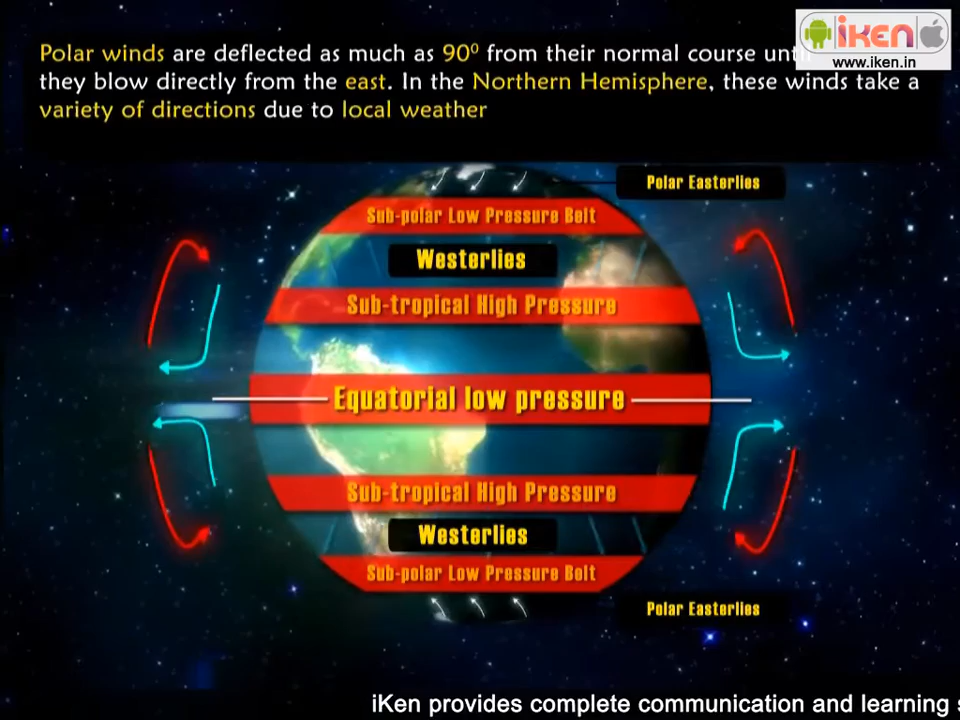 Polar winds are deflected as much as 90⁰ from their normal course until
they blow directly from the east. In the Northern Hemisphere, these winds take a
variety of directions due to local weather
iken
www.iken.in
Polar Easterlies
Sub-polar Low Pressure Belt
Westerlies
Sub-tropical High Pressure
Equatorial low pressure
Sub-tropical High Pressure
Westerlies
Sub-polar Low Pressure Belt
Polar Easterlies
iKen provides complete communication and learning